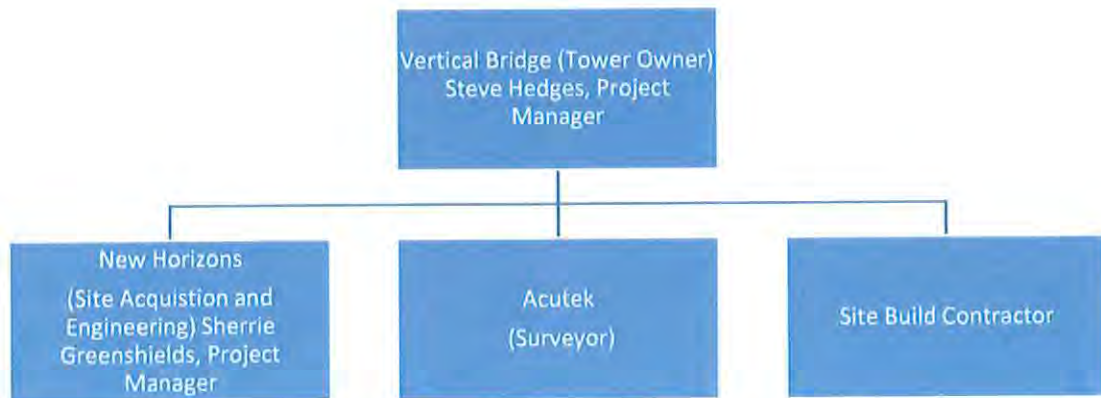 Vertical Bridge (Tower Owner)
Steve Hedges, Project
Manager
New Horizons
(Site Acquistion and
Engineering) Sherrie
Greenshields, Project
Manager
Acutek
(Surveyor)
Site Build Contractor